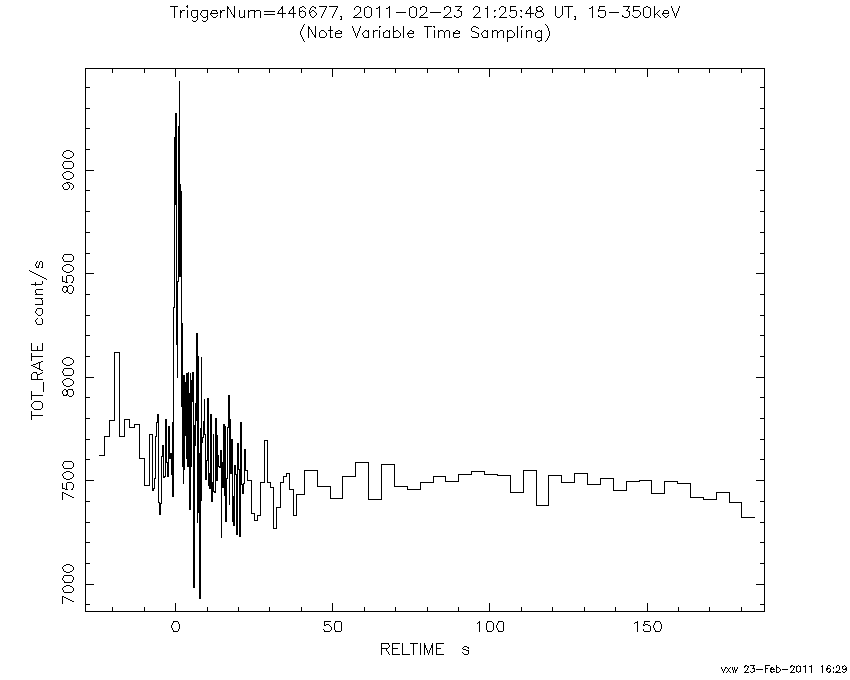 TriggerNum=446677, 2011-02-23 21:25:48 UT, 15-350keV
(Note Variable Time Sampling)
TOT_RATE count/s
9000
8500
8000
7500
7000
0 50 100 150
RELTIME s
vxw 23-Feb-2011 16:29